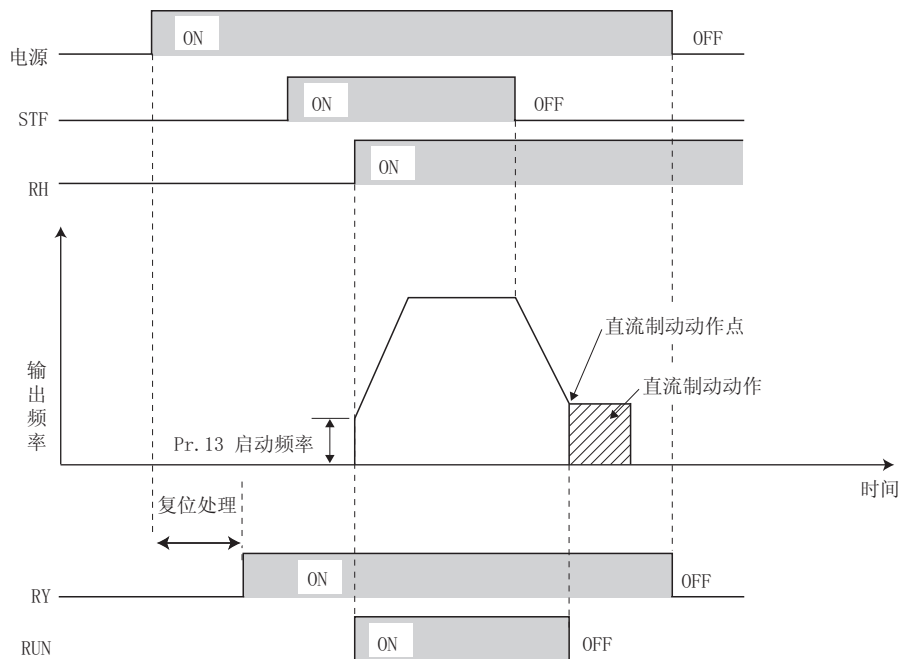 ON
OFF
电源
ON
OFF
STF
ON
RH
直流制动动作点
直流制动动作
输出频率
Pr.13 启动频率
时间
复位处理
ON
OFF
RY
ON
OFF
RUN